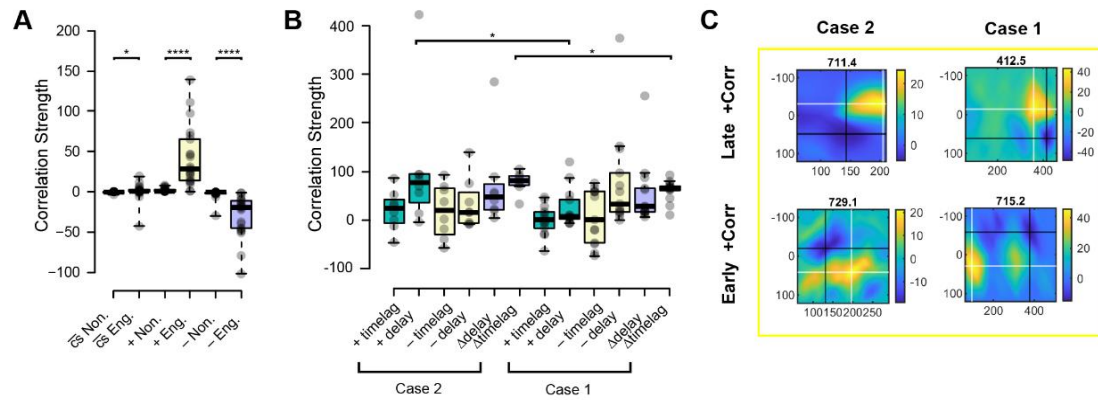 A
Correlation Strength
200
150
100
50
0
−50
−100
*
****
****
c̅s̅ Non.
c̅s̅ Eng.
+ Non.
+ Eng.
− Non.
− Eng.
B
Correlation Strength
400
300
200
100
0
-100
*
*
+ timelag
+ delay
− timelag
− delay
Δdelay
Δtimelag
+ timelag
+ delay
− timelag
− delay
Δdelay
Δtimelag
Case 2
Case 1
C
Case 2
Case 1
Late +Corr
711.4
-100
0
100
100 150 200
20
10
0
412.5
-100
0
100
200 400
40
20
0
-20
Early +Corr
729.1
-100
0
100
100 150 200 250
20
10
0
-10
715.2
-100
0
100
200 400
40
20
0